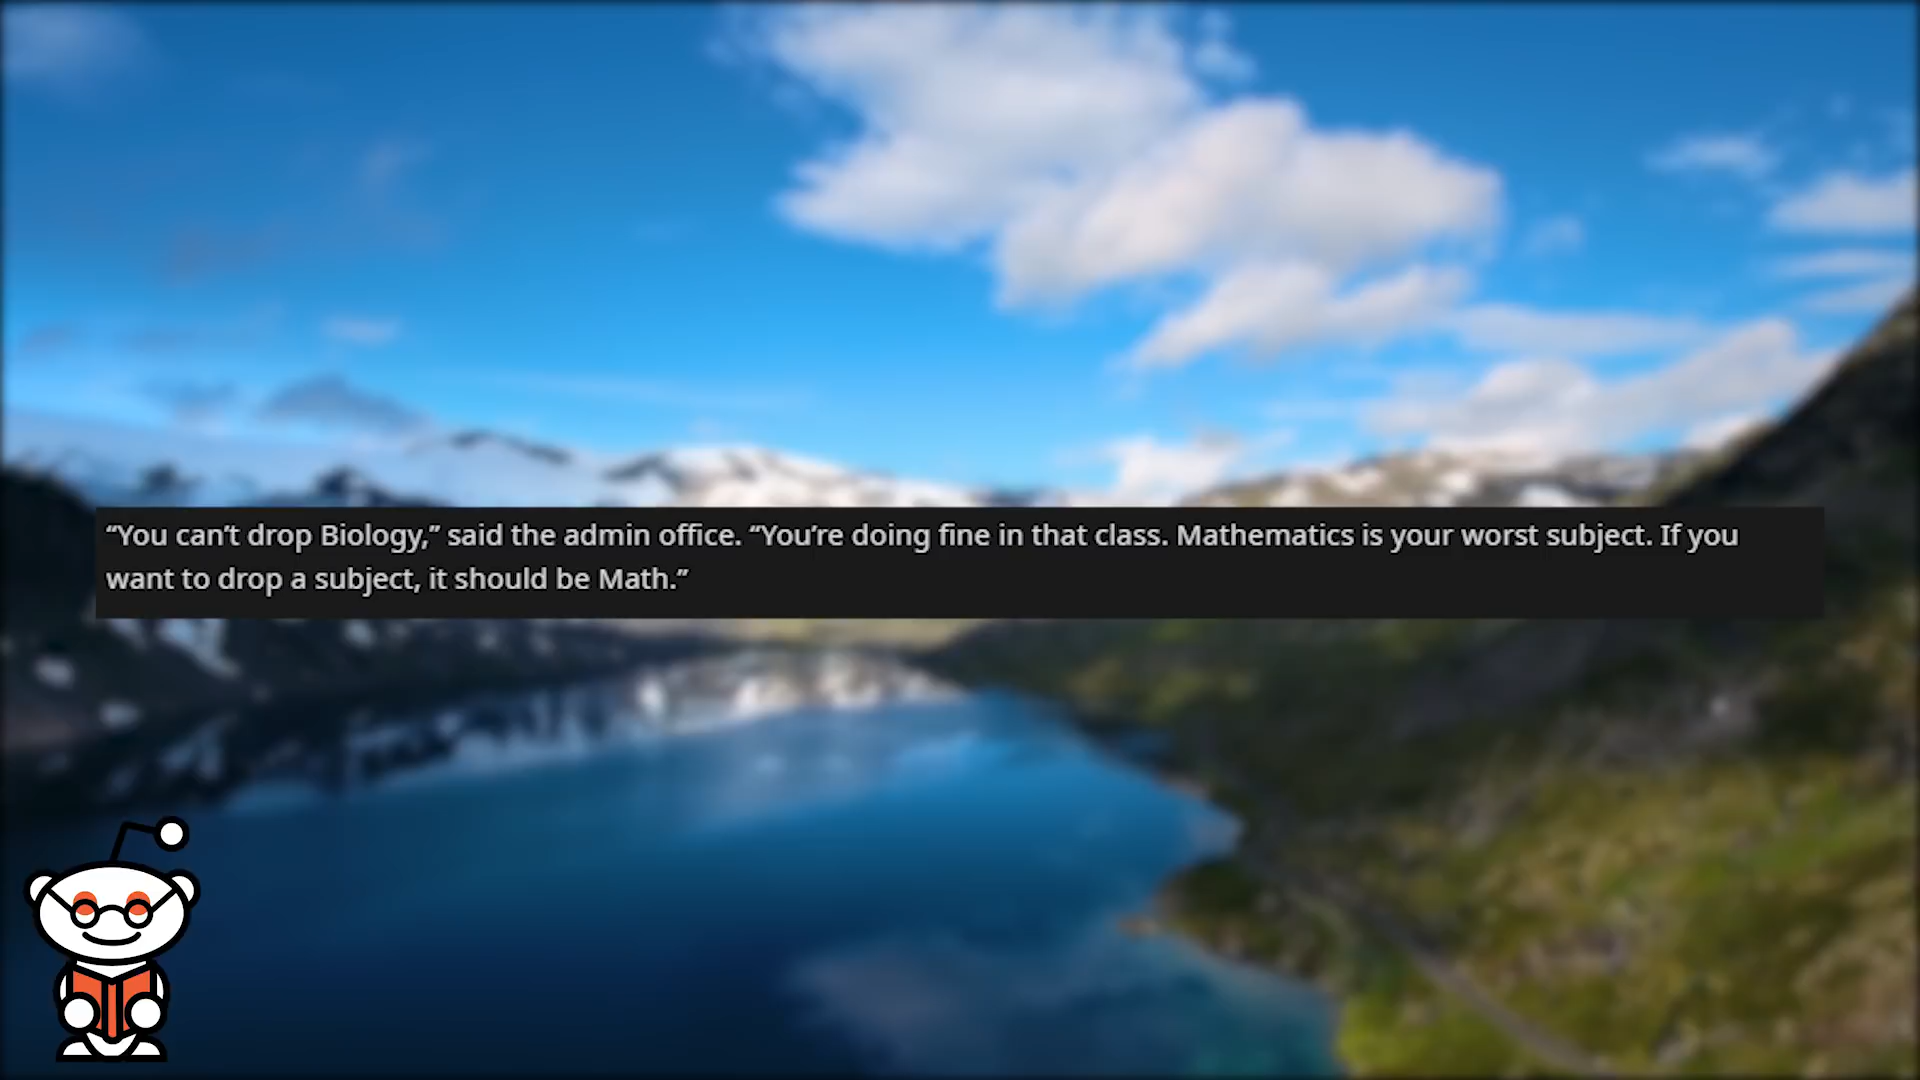 “You can’t drop Biology,” said the admin office. “You’re doing fine in that class. Mathematics is your worst subject. If you
want to drop a subject, it should be Math.”